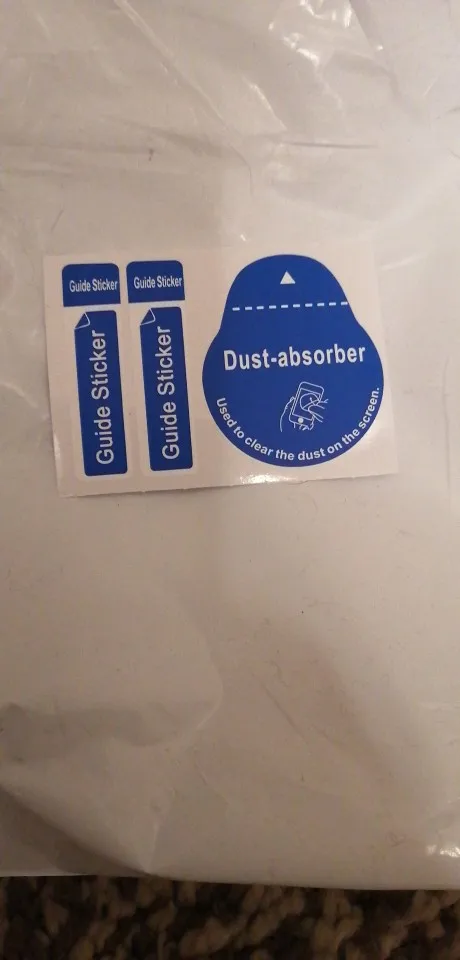 Guide Sticker
Guide Sticker
Guide Sticker
Guide Sticker
Dust-absorber
Used to clear the dust on the screen.